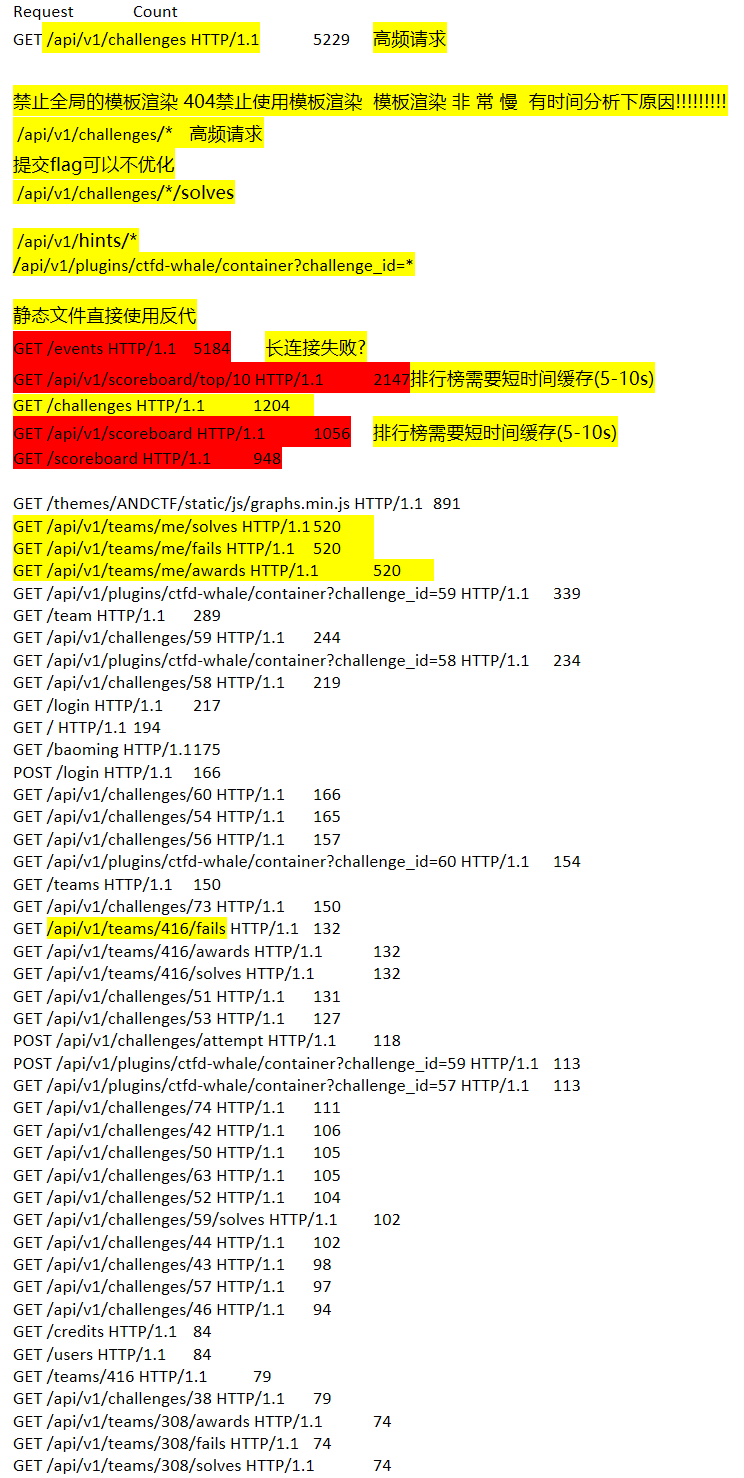 Request Count
GET /api/v1/challenges HTTP/1.1 5229 高频请求
禁止全局的模板渲染 404禁止使用模板渲染 模板渲染 非 常 慢 有时间分析下原因!!!!!!!!!
/api/v1/challenges/* 高频请求
提交flag可以不优化
/api/v1/challenges/*/solves
/api/v1/hints/*
/api/v1/plugins/ctfd-whale/container?challenge_id=*
静态文件直接使用反代
GET /events HTTP/1.1 5184 长连接失败?
GET /api/v1/scoreboard/top/10 HTTP/1.1 2147排行榜需要短时间缓存(5-10s)
GET /challenges HTTP/1.1 1204
GET /api/v1/scoreboard HTTP/1.1 1056 排行榜需要短时间缓存(5-10s)
GET /scoreboard HTTP/1.1 948
GET /themes/ANDCTF/static/js/graphs.min.js HTTP/1.1 891
GET /api/v1/teams/me/solves HTTP/1.1 520
GET /api/v1/teams/me/fails HTTP/1.1 520
GET /api/v1/teams/me/awards HTTP/1.1 520
GET /api/v1/plugins/ctfd-whale/container?challenge_id=59 HTTP/1.1 339
GET /team HTTP/1.1 289
GET /api/v1/challenges/59 HTTP/1.1 244
GET /api/v1/plugins/ctfd-whale/container?challenge_id=58 HTTP/1.1 234
GET /api/v1/challenges/58 HTTP/1.1 219
GET /login HTTP/1.1 217
GET / HTTP/1.1 194
GET /baoming HTTP/1.1175
POST /login HTTP/1.1 166
GET /api/v1/challenges/60 HTTP/1.1 166
GET /api/v1/challenges/54 HTTP/1.1 165
GET /api/v1/challenges/56 HTTP/1.1 157
GET /api/v1/plugins/ctfd-whale/container?challenge_id=60 HTTP/1.1 154
GET /teams HTTP/1.1 150
GET /api/v1/challenges/73 HTTP/1.1 150
GET /api/v1/teams/416/fails HTTP/1.1 132
GET /api/v1/teams/416/awards HTTP/1.1 132
GET /api/v1/teams/416/solves HTTP/1.1 132
GET /api/v1/challenges/51 HTTP/1.1 131
GET /api/v1/challenges/53 HTTP/1.1 127
POST /api/v1/challenges/attempt HTTP/1.1 118
POST /api/v1/plugins/ctfd-whale/container?challenge_id=59 HTTP/1.1 113
GET /api/v1/plugins/ctfd-whale/container?challenge_id=57 HTTP/1.1 113
GET /api/v1/challenges/74 HTTP/1.1 111
GET /api/v1/challenges/42 HTTP/1.1 106
GET /api/v1/challenges/50 HTTP/1.1 105
GET /api/v1/challenges/63 HTTP/1.1 105
GET /api/v1/challenges/52 HTTP/1.1 104
GET /api/v1/challenges/59/solves HTTP/1.1 102
GET /api/v1/challenges/44 HTTP/1.1 102
GET /api/v1/challenges/43 HTTP/1.1 98
GET /api/v1/challenges/57 HTTP/1.1 97
GET /api/v1/challenges/46 HTTP/1.1 94
GET /credits HTTP/1.1 84
GET /users HTTP/1.1 84
GET /teams/416 HTTP/1.1 79
GET /api/v1/challenges/38 HTTP/1.1 79
GET /api/v1/teams/308/awards HTTP/1.1 74
GET /api/v1/teams/308/fails HTTP/1.1 74
GET /api/v1/teams/308/solves HTTP/1.1 74